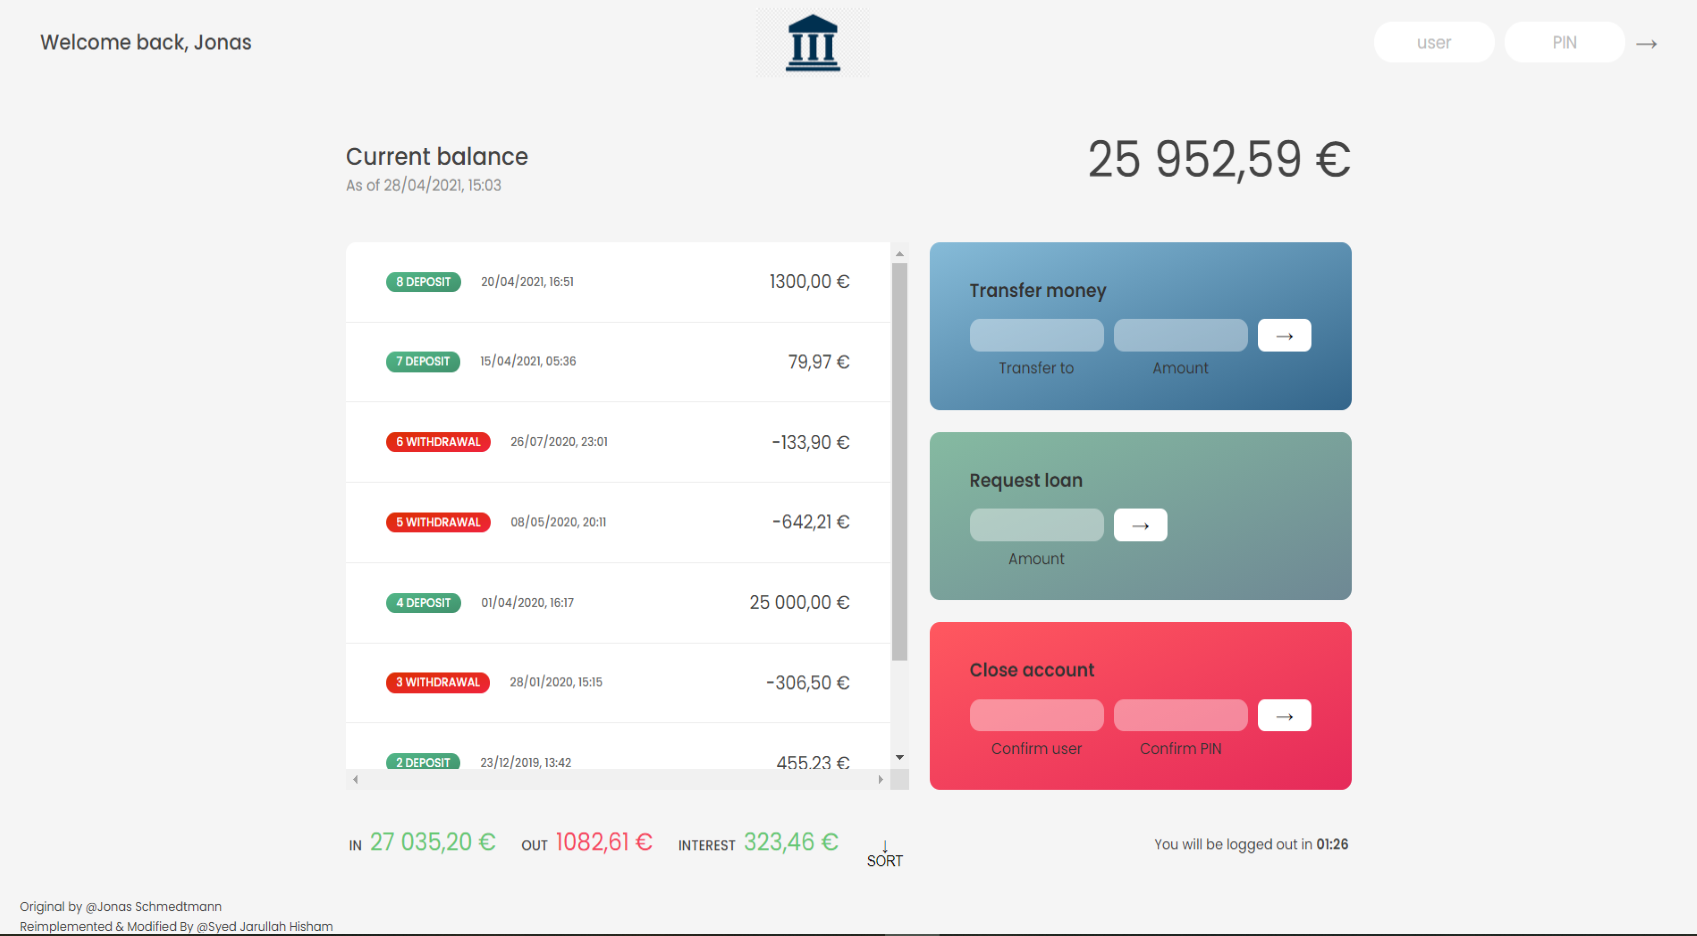 Welcome back, Jonas
user
PIN
→
Current balance
As of 28/04/2021, 15:03
25 952,59 €
8 DEPOSIT 20/04/2021, 16:51 1300,00 €
7 DEPOSIT 15/04/2021, 05:36 79,97 €
6 WITHDRAWAL 26/07/2020, 23:01 -133,90 €
5 WITHDRAWAL 08/05/2020, 20:11 -642,21 €
4 DEPOSIT 01/04/2020, 16:17 25 000,00 €
3 WITHDRAWAL 28/01/2020, 15:15 -306,50 €
2 DEPOSIT 23/12/2019, 13:42 455,23 €
Transfer money
→
Transfer to Amount
Request loan
→
Amount
Close account
→
Confirm user Confirm PIN
IN 27 035,20 € OUT 1082,61 € INTEREST 323,46 €
↓
SORT
You will be logged out in 01:26
Original by @Jonas Schmedtmann
Reimplemented & Modified By @Syed Jarullah Hisham